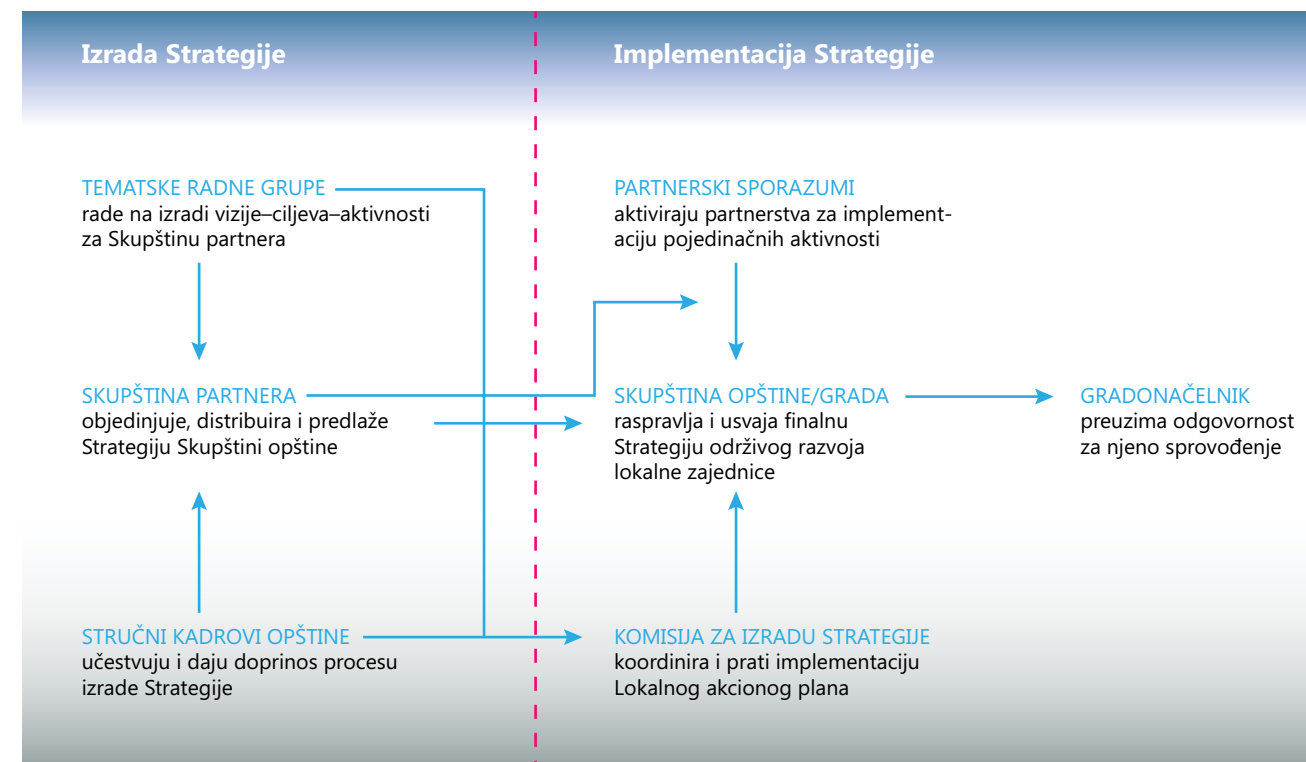 Izrada Strategije
Implementacija Strategije
TEMATSKE RADNE GRUPE
rade na izradi vizije–ciljeva–aktivnosti
za Skupštinu partnera
PARTNERSKI SPORAZUMI
aktiviraju partnerstva za implement-
aciju pojedinačnih aktivnosti
SKUPŠTINA PARTNERA
objedinjuje, distribuira i predlaže
Strategiju Skupštini opštine
SKUPŠTINA OPŠTINE/GRADA
raspravlja i usvaja finalnu
Strategiju održivog razvoja
lokalne zajednice
GRADONAČELNIK
preuzima odgovornost
za njeno sprovođenje
STRUČNI KADROVI OPŠTINE
učestvuju i daju doprinos procesu
izrade Strategije
KOMISIJA ZA IZRADU STRATEGIJE
koordinira i prati implementaciju
Lokalnog akcionog plana